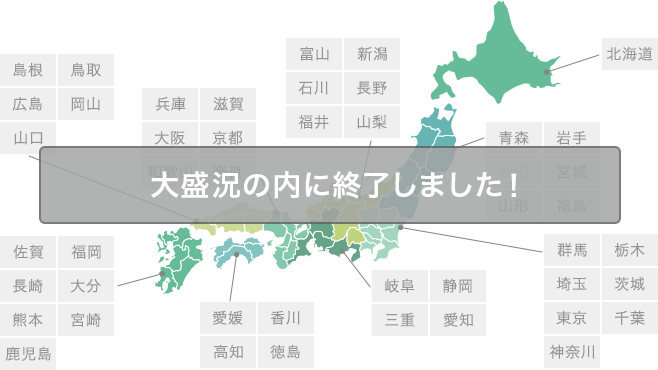 富山 新潟
石川 長野
福井 山梨
北海道
島根 鳥取
広島 岡山
山口
兵庫 滋賀
大阪 京都
青森 岩手
宮城
山形 福島
大盛況の内に終了しました！
佐賀 福岡
長崎 大分
熊本 宮崎
鹿児島
愛媛 香川
高知 徳島
岐阜 静岡
三重 愛知
群馬 栃木
埼玉 茨城
東京 千葉
神奈川